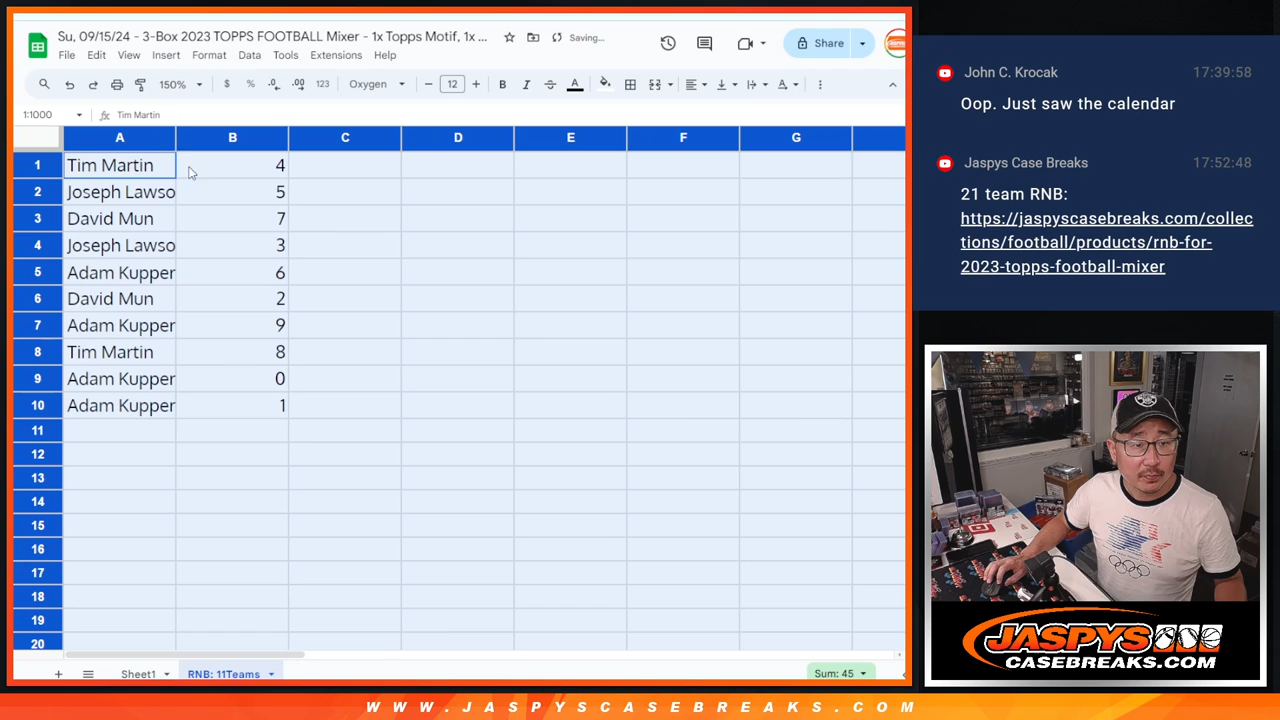 Su, 09/15/24 - 3-Box 2023 TOPPS FOOTBALL Mixer - 1x Topps Motif, 1x ...
Saving...
File Edit View Insert Format Data Tools Extensions Help
Share
150% $ % .0 .00 123 Oxygen 12 B I A
1:1000 fx Tim Martin
A B C D E F G
1 Tim Martin 4
2 Joseph Lawso 5
3 David Mun 7
4 Joseph Lawso 3
5 Adam Kupper 6
6 David Mun 2
7 Adam Kupper 9
8 Tim Martin 8
9 Adam Kupper 0
10 Adam Kupper 1
11
12
13
14
15
16
17
18
19
20
Sheet1 RNB: 11Teams Sum: 45
John C. Krocak 17:39:58
Oop. Just saw the calendar
Jaspys Case Breaks 17:52:48
21 team RNB:
https://jaspyscasebreaks.com/collec
tions/football/products/rnb-for-
2023-topps-football-mixer
JASPYS
CASEBREAKS.COM
WWW.JASPYSCASEBREAKS.COM